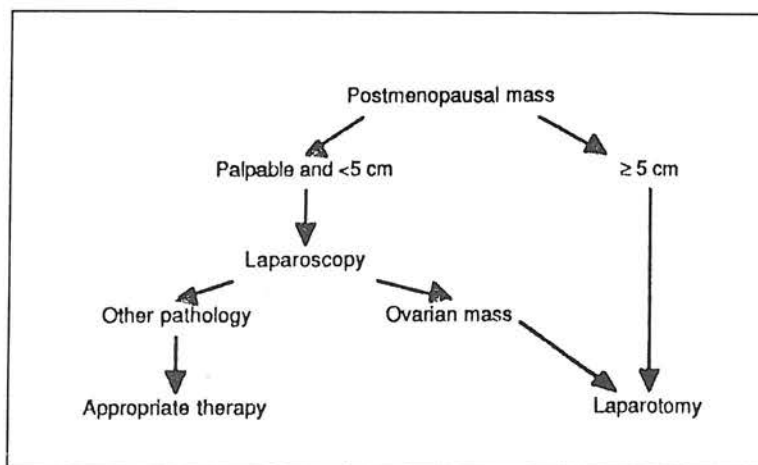 Postmenopausal mass
Palpable and <5 cm
≥ 5 cm
Laparoscopy
Other pathology
Ovarian mass
Appropriate therapy
Laparotomy